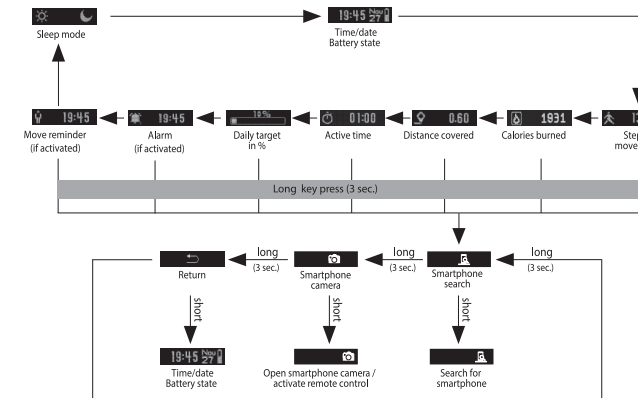 19:45 Nov 27
Sleep mode
Time/date
Battery state
19:45
19:45
10%
01:00
0.60
1931
Move reminder
(if activated)
Alarm
(if activated)
Daily target
in %
Active time
Distance covered
Calories burned
Step
move
Long key press (3 sec.)
long
(3 sec.)
long
(3 sec.)
long
(3 sec.)
Return
Smartphone
camera
Smartphone
search
short
short
short
19:45 Nov 27
Time/date
Battery state
Open smartphone camera /
activate remote control
Search for
smartphone